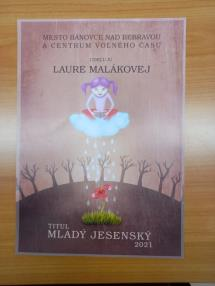 MESTO BÁNOVCE NAD BEBRAVOU
A CENTRUM VOĽNÉHO ČASU
UDEĽUJÚ
LAURE MALÁKOVEJ
TITUL
MLADÝ JESENSKÝ
2021